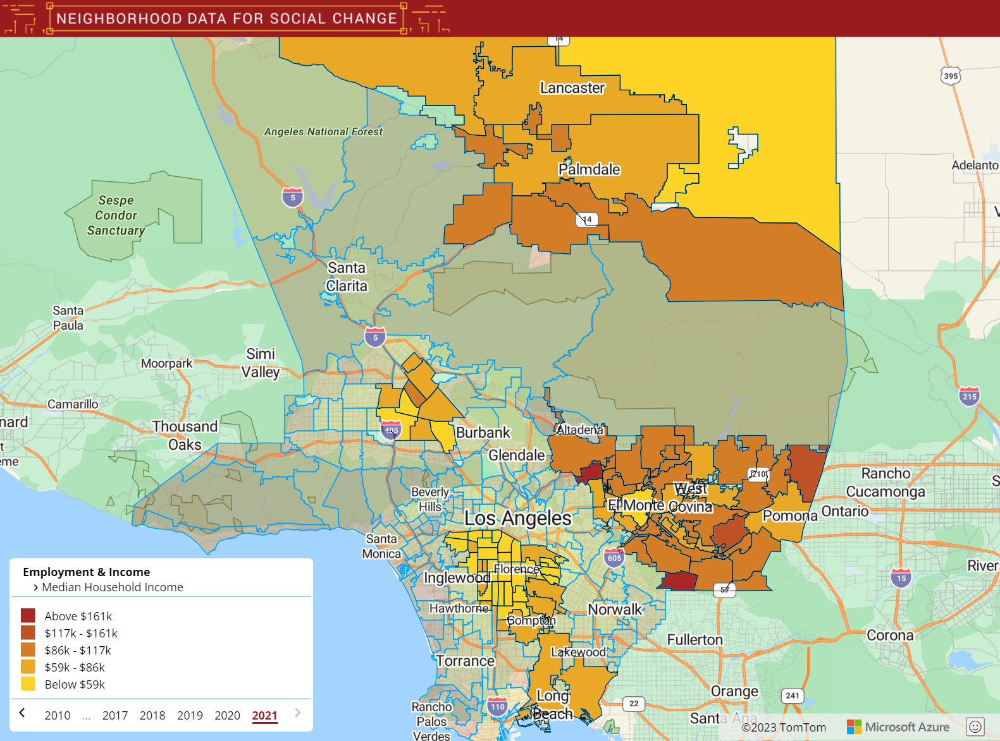 NEIGHBORHOOD DATA FOR SOCIAL CHANGE
14
395
Lancaster
Angeles National Forest
Adelanto
Palmdale
5
Sespe
Condor
Sanctuary
14
Santa
Clarita
Santa
Paula
5
Simi
Valley
Moorpark
215
Camarillo
nard
Thousand
Oaks
405
Burbank
Altadena
Glendale
210
Rancho
Cucamonga
Beverly
Hills
West
Covina
El Monte
Los Angeles
Pomona
Ontario
Santa
Monica
605
River
Florence
Inglewood
15
57
Hawthorne
Norwalk
Compton
Fullerton
Corona
Lakewood
Torrance
Orange
241
Long
Beach
22
110
Rancho
Palos
Verdes
Santa Ana
Employment & Income
> Median Household Income
Above $161k
$117k - $161k
$86k - $117k
$59k - $86k
Below $59k
2010 ... 2017 2018 2019 2020 2021
©2023 TomTom
Microsoft Azure